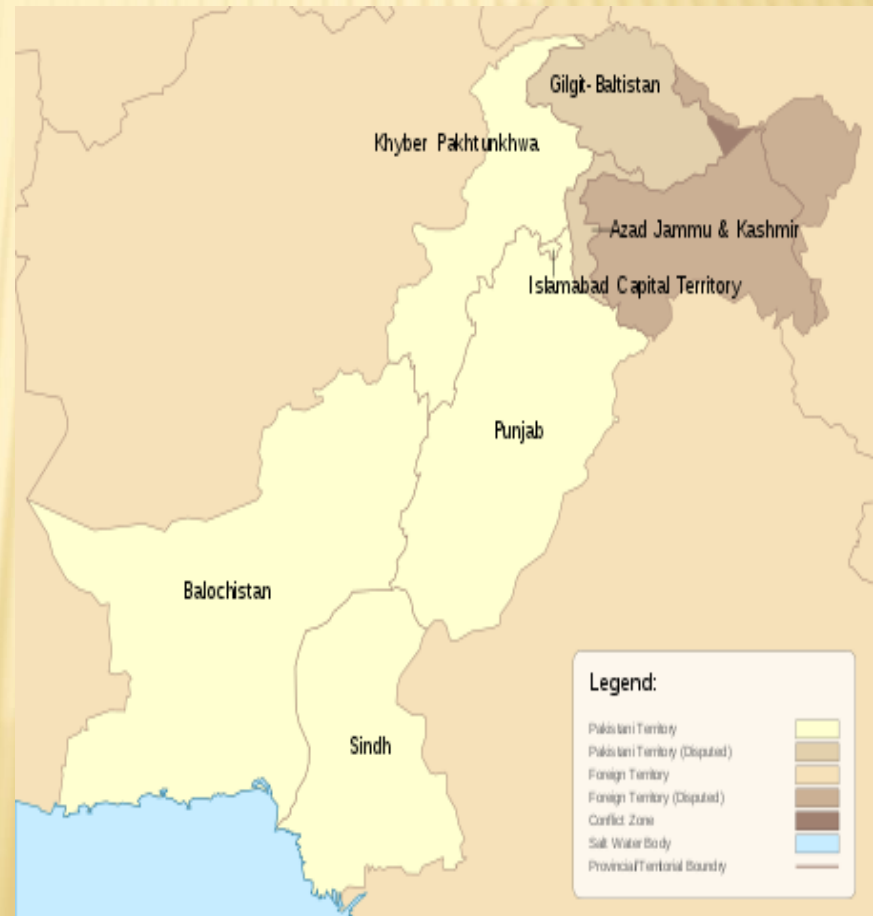 Gilgit-Baltistan
Khyber Pakhtunkhwa
Azad Jammu & Kashmir
Islamabad Capital Territory
Punjab
Balochistan
Sindh
Legend:
Pakistani Territory
Pakistani Territory (Disputed)
Foreign Territory
Foreign Territory (Disputed)
Conflict Zone
Salt Water Body
Provincial/Territorial Boundry